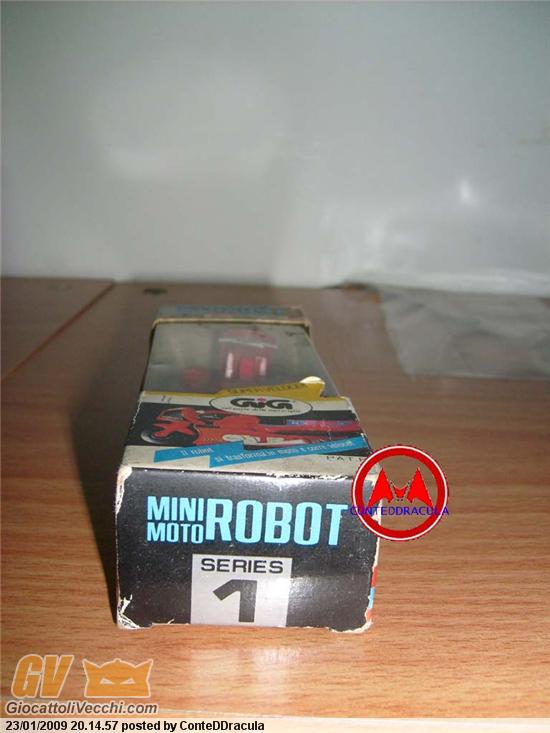 GiG
Il robot
si trasforma in moto e corre veloce!
MINI MOTO ROBOT
SERIES
1
CONTEDDRACULA
GV
GiocattoliVecchi.com
23/01/2009 20.14.57 posted by ConteDDracula